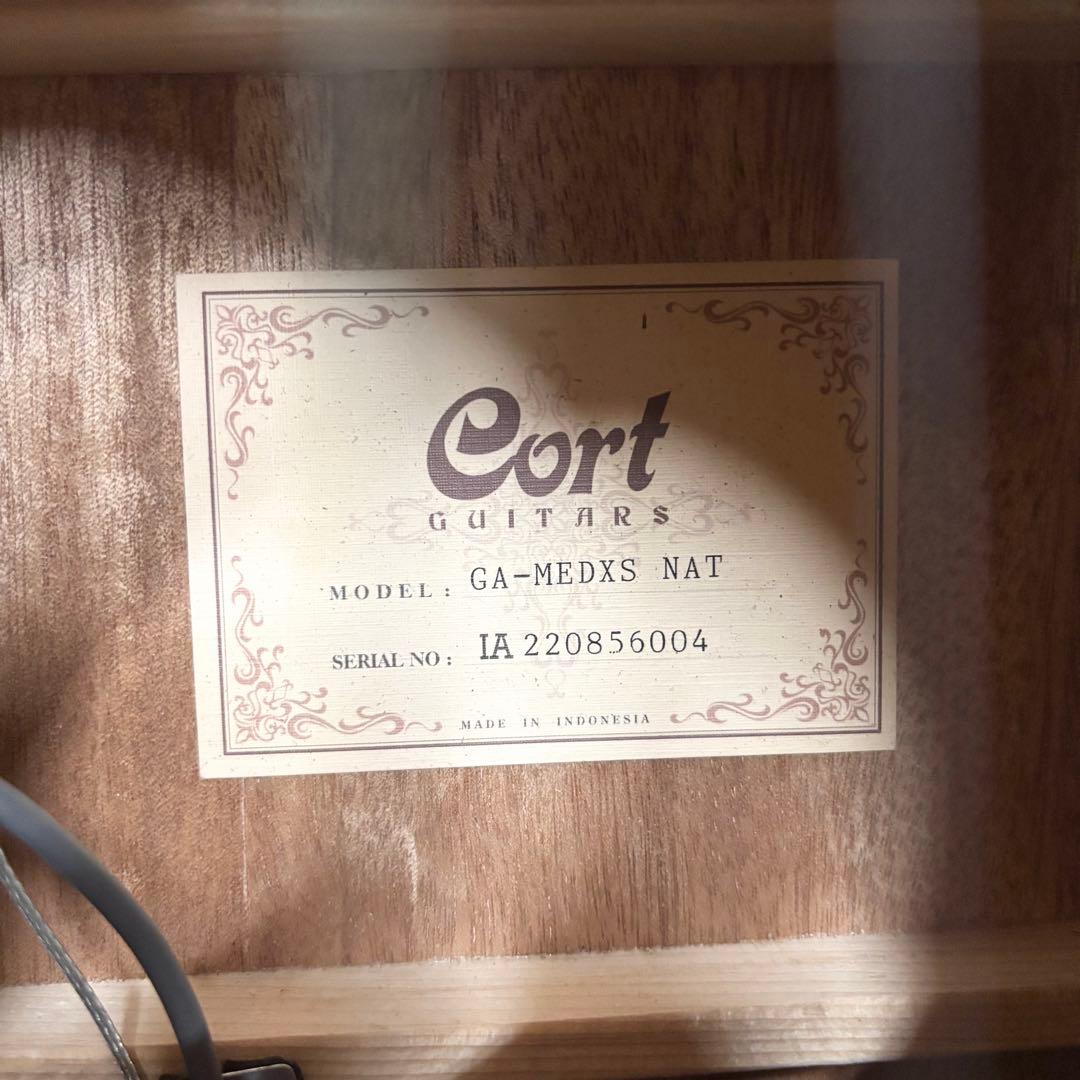 Cort
GUITARS
MODEL : GA-MEDXS NAT
SERIAL NO : IA 220856004
MADE IN INDONESIA